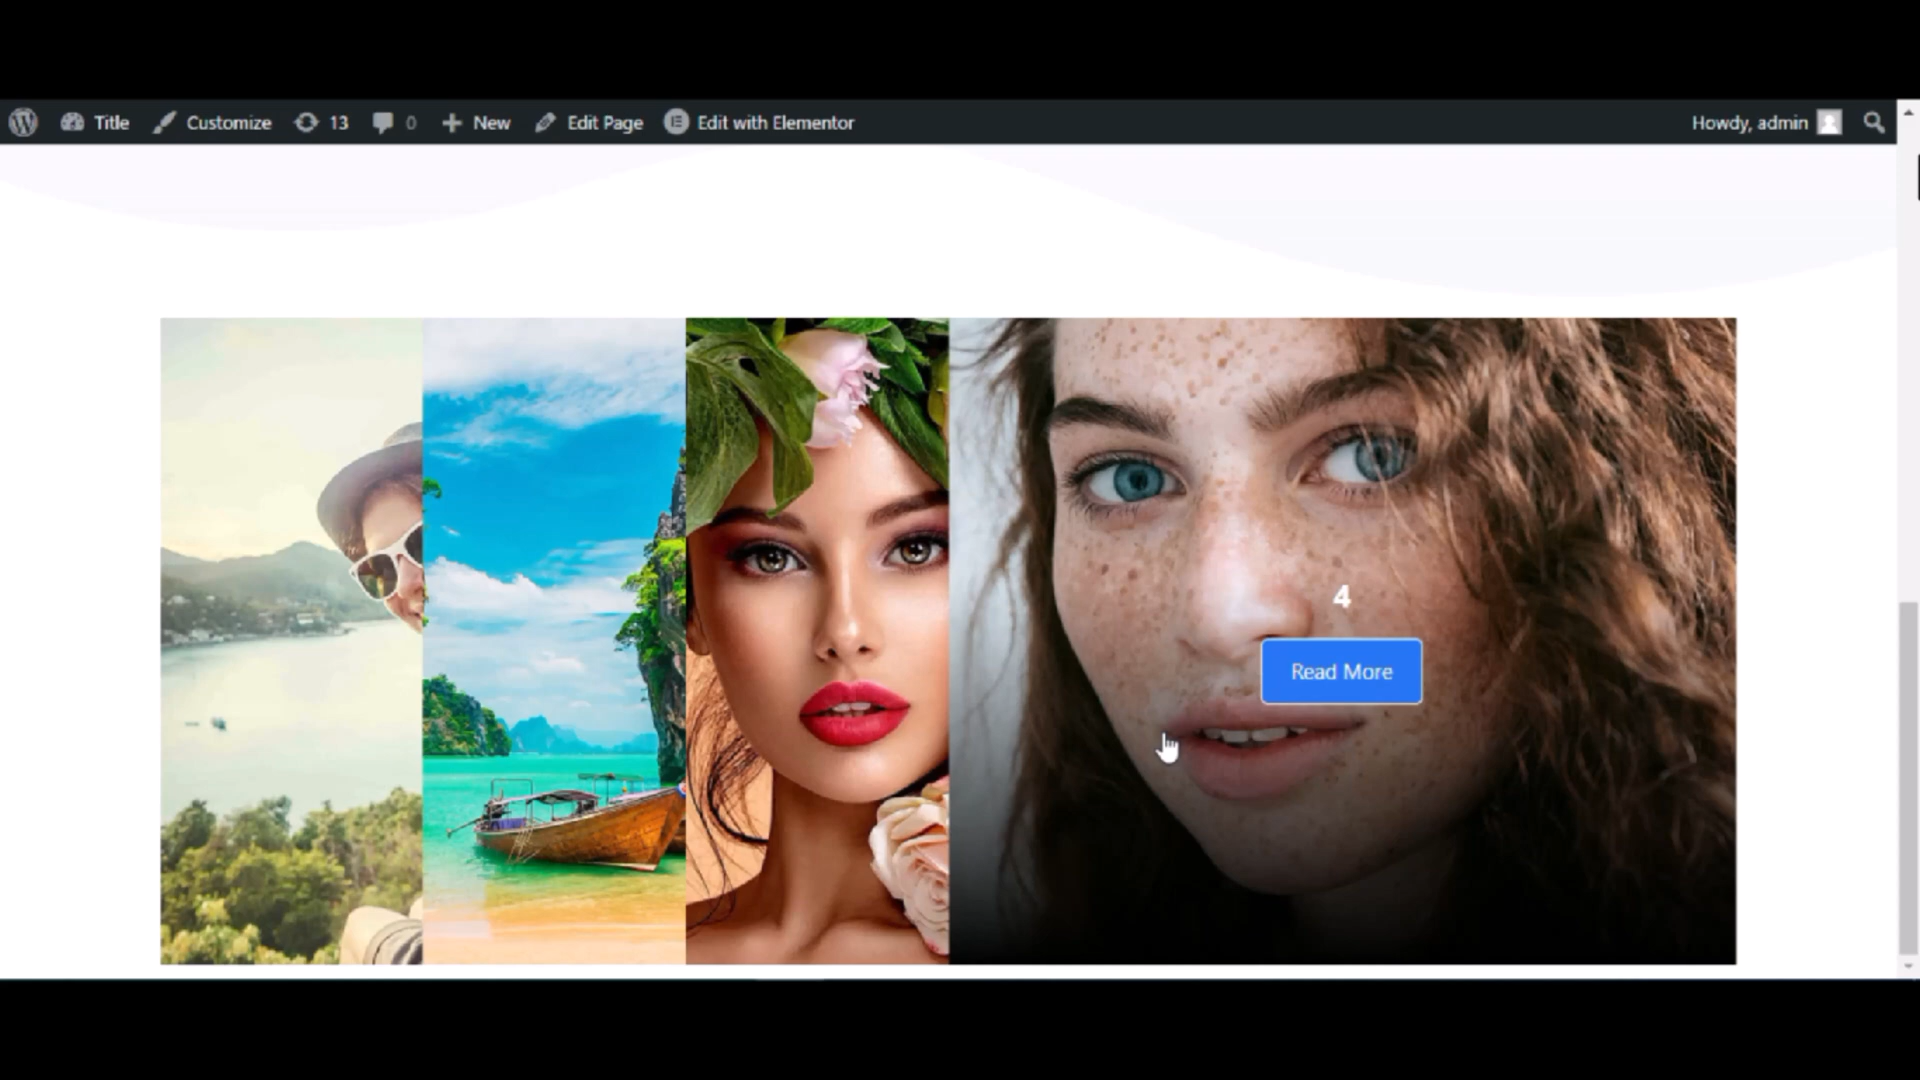 Title Customize 13 0 New Edit Page Edit with Elementor Howdy, admin
4
Read More